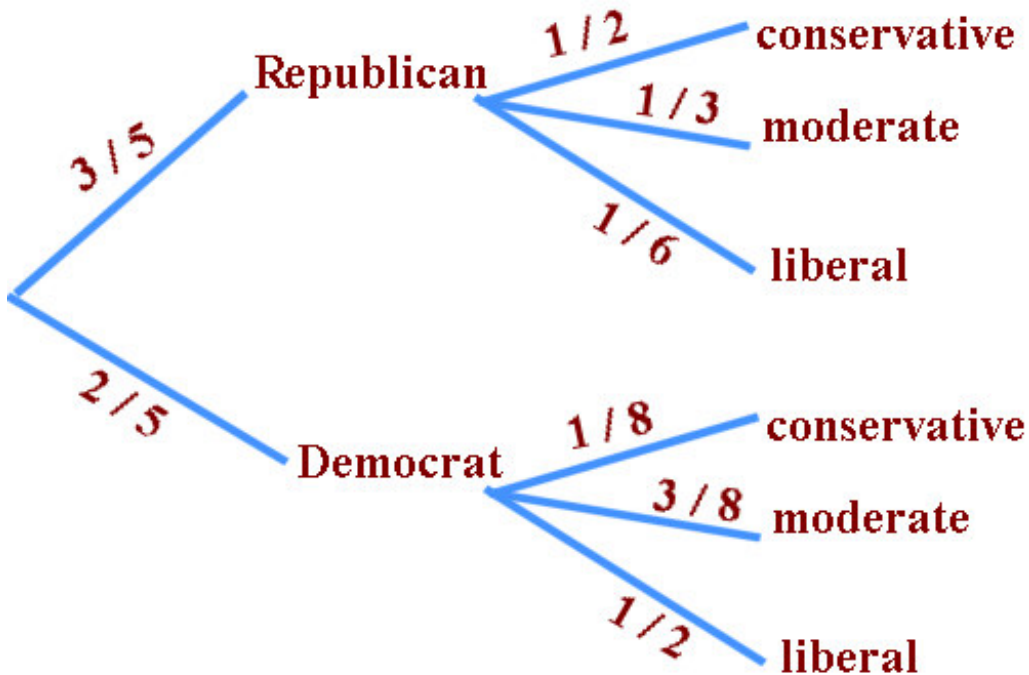 1 / 2
conservative
Republican
1 / 3
moderate
3 / 5
1 / 6
liberal
2 / 5
1 / 8
conservative
Democrat
3 / 8
moderate
1 / 2
liberal